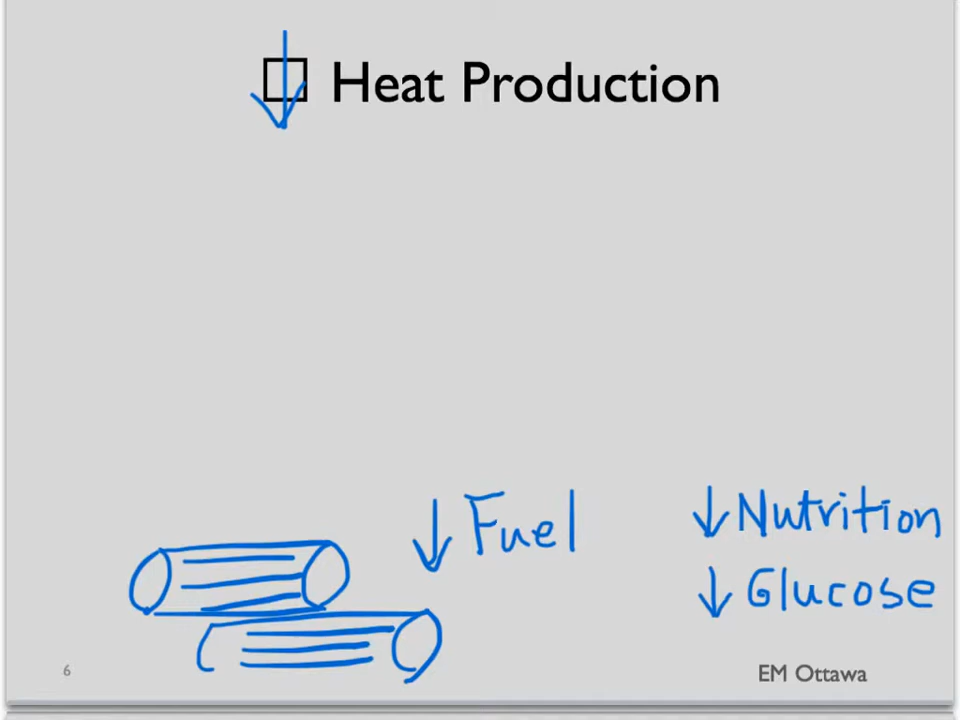 ↓ Heat Production
↓ Fuel
↓ Nutrition
↓ Glucose
6
EM Ottawa